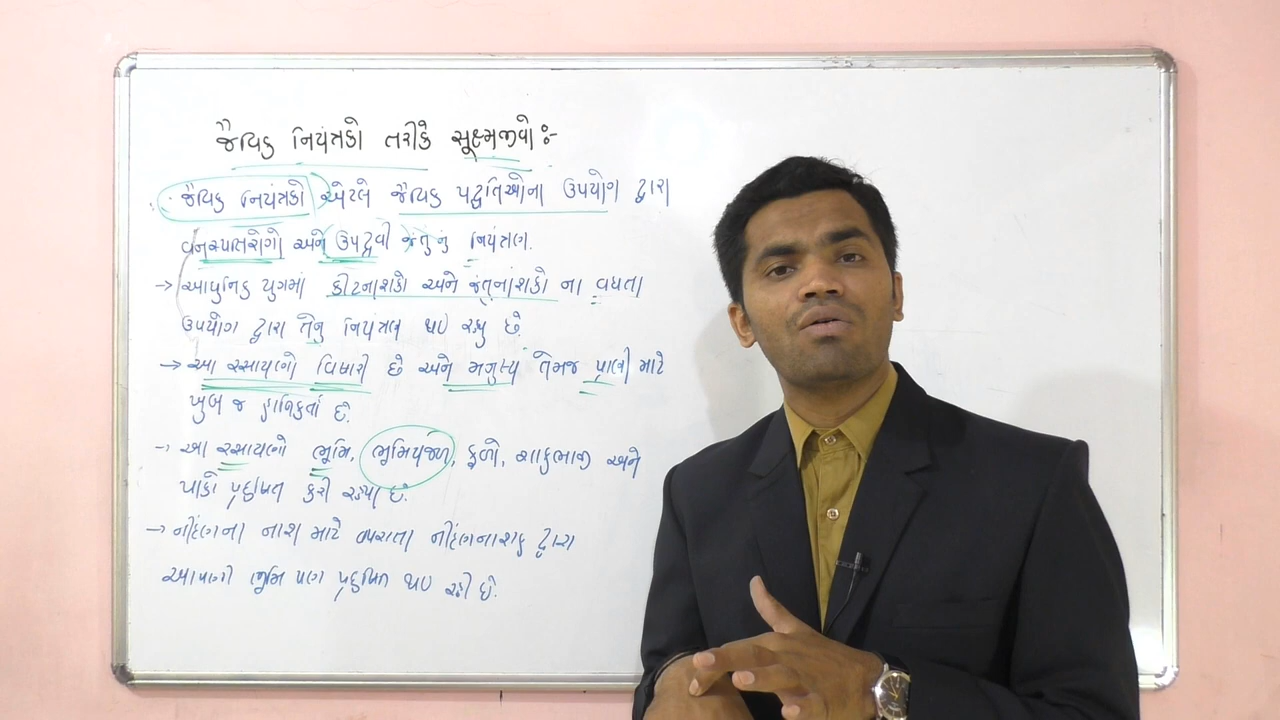 જૈવિક નિયંત્રકો તરીકે સૂક્ષ્મજીવો :-
જૈવિક નિયંત્રકો એટલે જૈવિક પદ્ધતિઓના ઉપયોગ દ્વારા
વનસ્પતિરોગો અને ઉપદ્રવી જંતુનું નિયંત્રણ.
→ આધુનિક યુગમાં કીટનાશકો અને જંતુનાશકો ના વધતા
ઉપયોગ દ્વારા તેનુ નિયંત્રણ થઇ રહ્યુ છે.
→ આ રસાયણો વિષારી છે અને મનુષ્ય તેમજ પ્રાણી માટે
ખુબ જ હાનિકર્તા છે.
→ આ રસાયણો ભૂમિ, ભૂમિયજળ, ફળો, શાકભાજી અને
પાકો પ્રદુષિત કરી રહ્યા છે.
→ નીંદણના નાશ માટે વપરાતા નીંદણનાશક દ્વારા
આપણી ભૂમિ પણ પ્રદુષિત થઇ રહી છે.